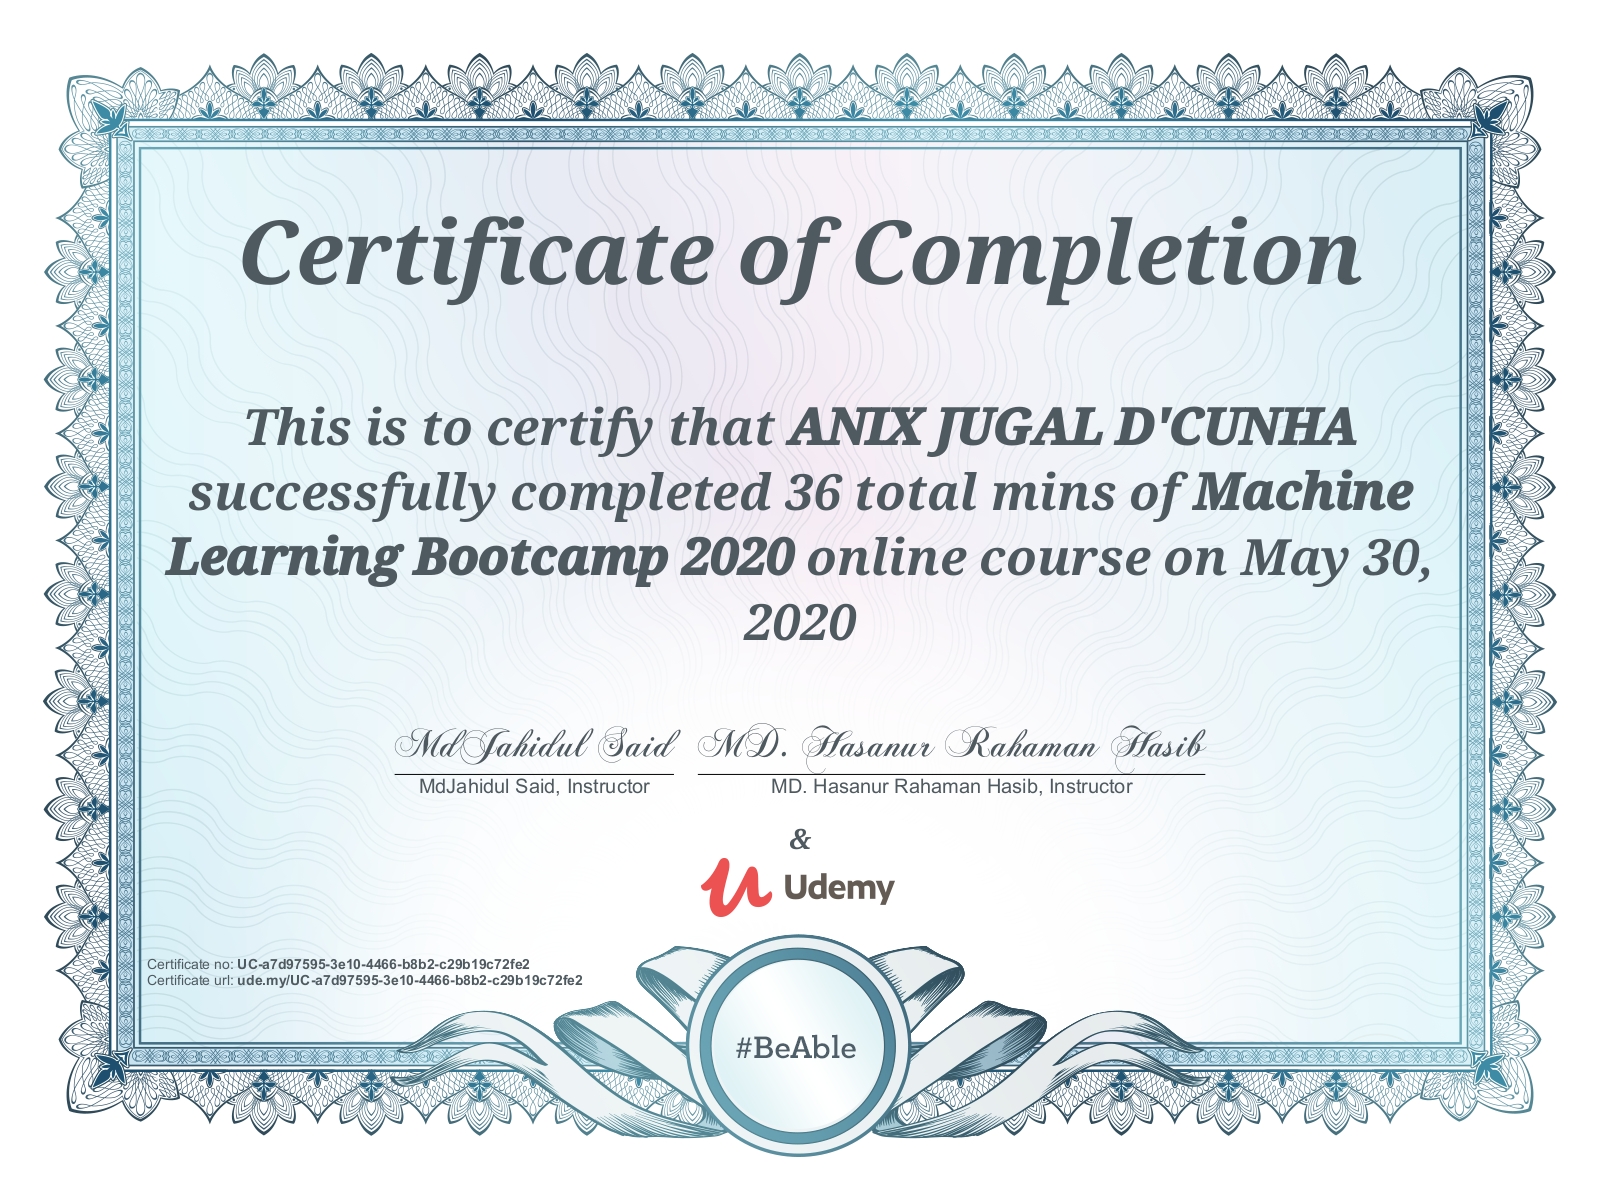 Certificate of Completion
This is to certify that ANIX JUGAL D'CUNHA
successfully completed 36 total mins of Machine
Learning Bootcamp 2020 online course on May 30,
2020
MdJahidul Said MD. Hasanur Rahaman Hasib
MdJahidul Said, Instructor MD. Hasanur Rahaman Hasib, Instructor
&
Udemy
Certificate no: UC-a7d97595-3e10-4466-b8b2-c29b19c72fe2
Certificate url: ude.my/UC-a7d97595-3e10-4466-b8b2-c29b19c72fe2
#BeAble